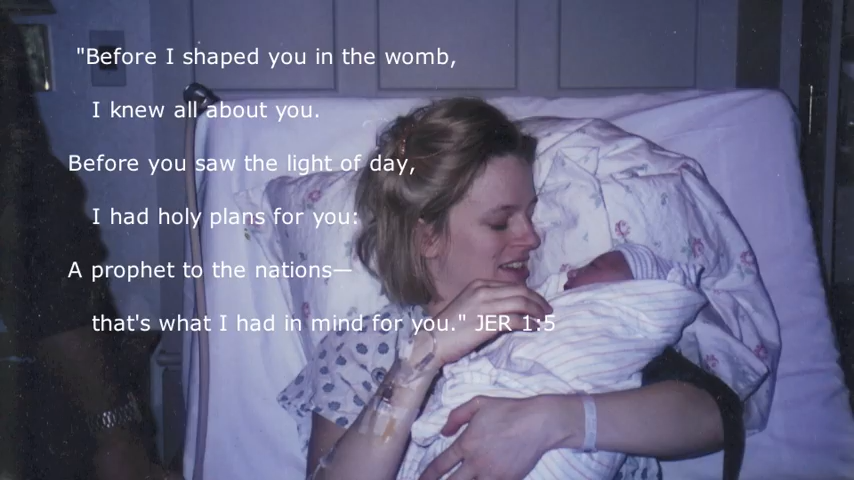 "Before I shaped you in the womb,
I knew all about you.
Before you saw the light of day,
I had holy plans for you:
A prophet to the nations—
that's what I had in mind for you." JER 1:5